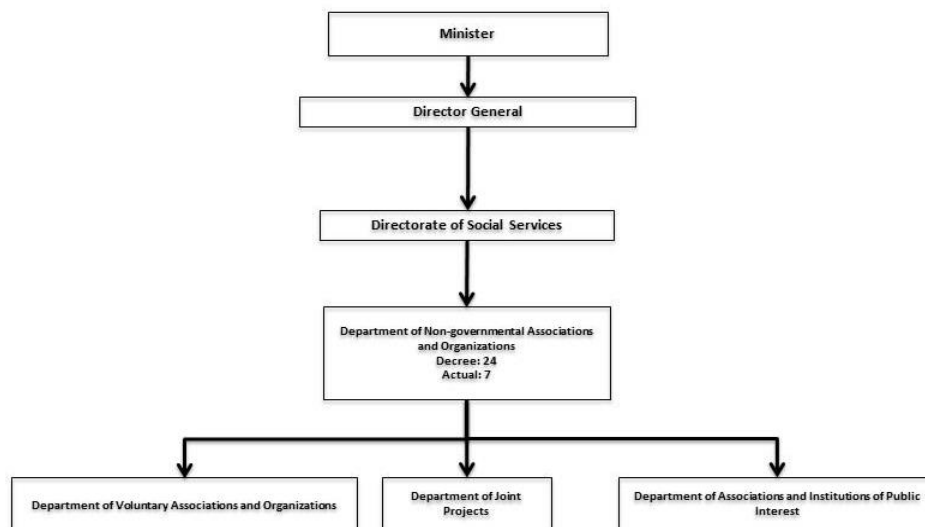 Minister
Director General
Directorate of Social Services
Department of Non-governmental Associations
and Organizations
Decree: 24
Actual: 7
Department of Voluntary Associations and Organizations
Department of Joint
Projects
Department of Associations and Institutions of Public
Interest